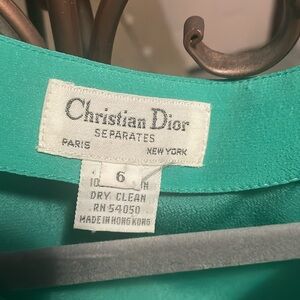 Christian Dior
SEPARATES
PARIS NEW YORK
6
DRY CLEAN
RN 54050
MADE IN HONG KONG